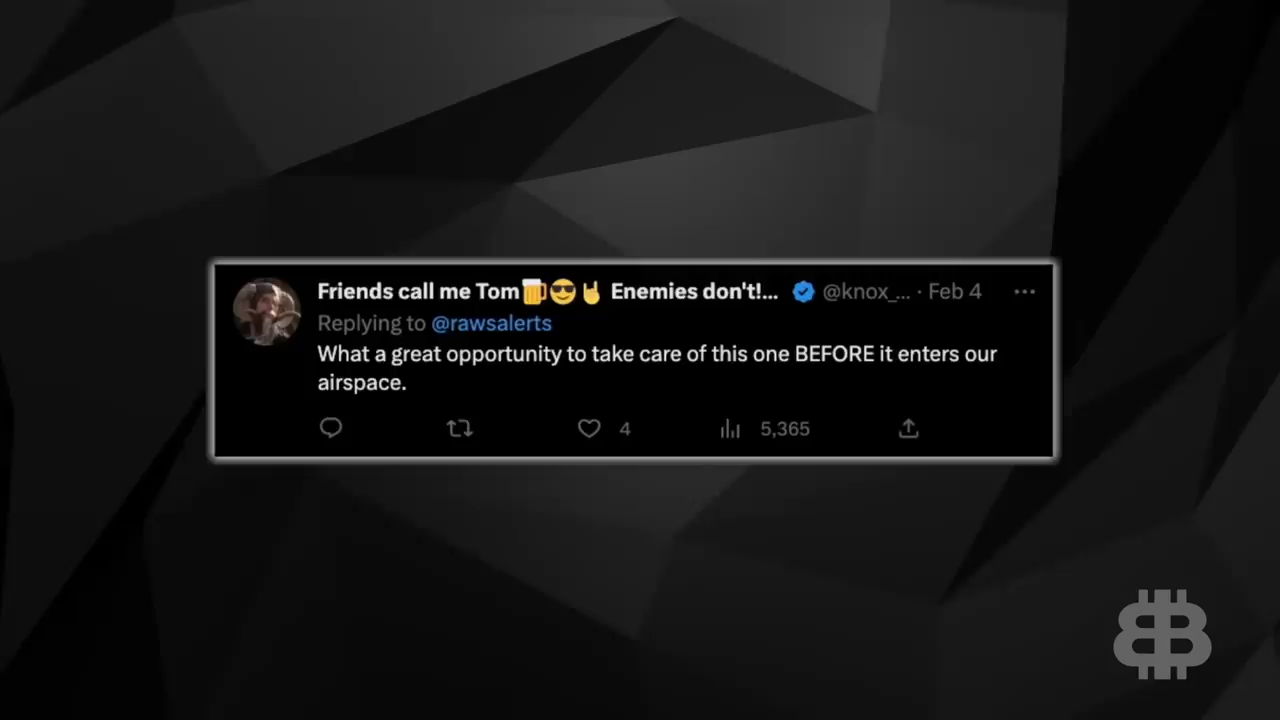 Friends call me Tom🍺😎🤘 Enemies don't!... @knox_... · Feb 4
Replying to @rawsalerts
What a great opportunity to take care of this one BEFORE it enters our
airspace.
4 5,365